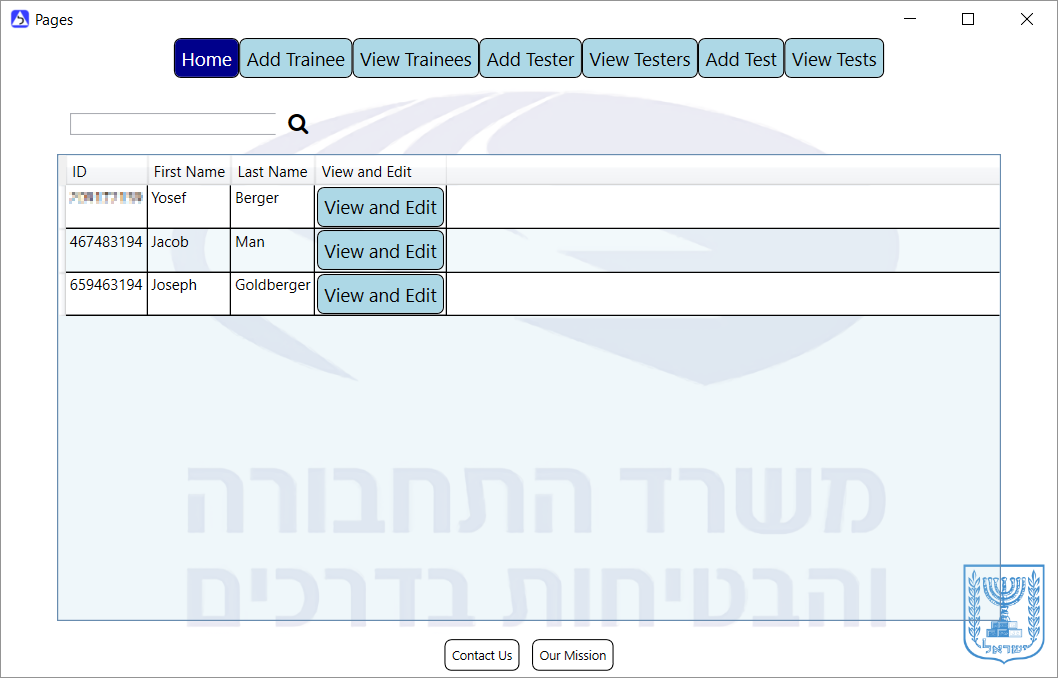 Pages
Home Add Trainee View Trainees Add Tester View Testers Add Test View Tests
ID First Name Last Name View and Edit
Yosef Berger View and Edit
467483194 Jacob Man View and Edit
659463194 Joseph Goldberger View and Edit
משרד התחבורה
והבטיחות בדרכים
ישראל
Contact Us Our Mission